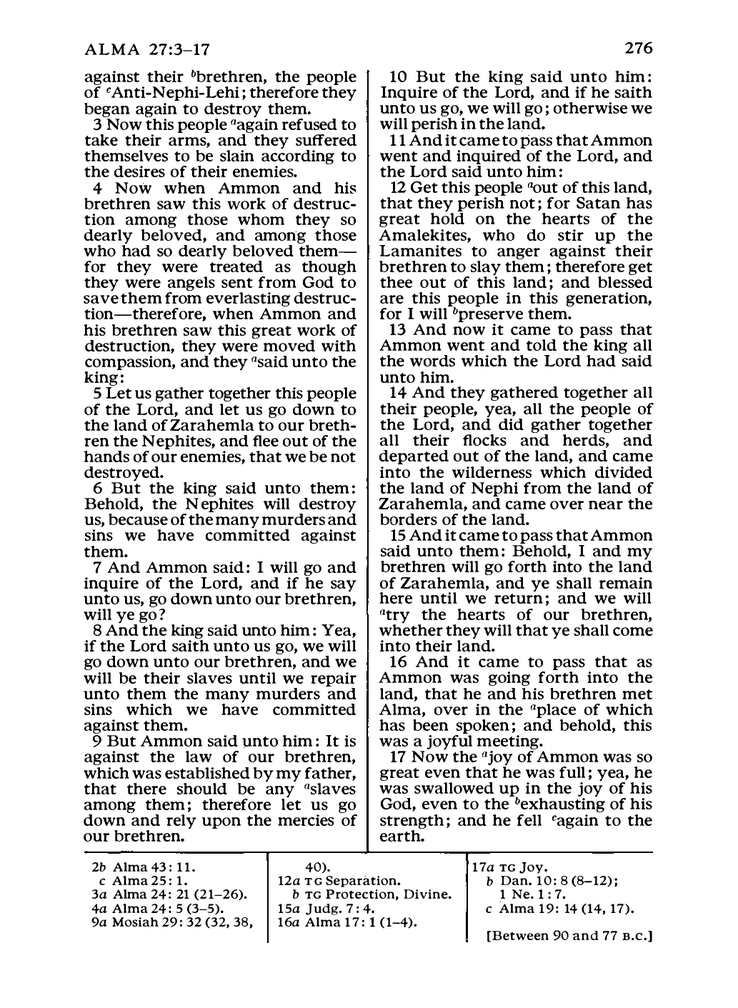 ALMA 27:3–17
276
against their bbrethren, the people
of cAnti-Nephi-Lehi; therefore they
began again to destroy them.
3 Now this people aagain refused to
take their arms, and they suffered
themselves to be slain according to
the desires of their enemies.
4 Now when Ammon and his
brethren saw this work of destruc-
tion among those whom they so
dearly beloved, and among those
who had so dearly beloved them—
for they were treated as though
they were angels sent from God to
save them from everlasting destruc-
tion—therefore, when Ammon and
his brethren saw this great work of
destruction, they were moved with
compassion, and they asaid unto the
king:
5 Let us gather together this people
of the Lord, and let us go down to
the land of Zarahemla to our breth-
ren the Nephites, and flee out of the
hands of our enemies, that we be not
destroyed.
6 But the king said unto them:
Behold, the Nephites will destroy
us, because of the many murders and
sins we have committed against
them.
7 And Ammon said: I will go and
inquire of the Lord, and if he say
unto us, go down unto our brethren,
will ye go?
8 And the king said unto him: Yea,
if the Lord saith unto us go, we will
go down unto our brethren, and we
will be their slaves until we repair
unto them the many murders and
sins which we have committed
against them.
9 But Ammon said unto him: It is
against the law of our brethren,
which was established by my father,
that there should be any aslaves
among them; therefore let us go
down and rely upon the mercies of
our brethren.
10 But the king said unto him:
Inquire of the Lord, and if he saith
unto us go, we will go; otherwise we
will perish in the land.
11 And it came to pass that Ammon
went and inquired of the Lord, and
the Lord said unto him:
12 Get this people aout of this land,
that they perish not; for Satan has
great hold on the hearts of the
Amalekites, who do stir up the
Lamanites to anger against their
brethren to slay them; therefore get
thee out of this land; and blessed
are this people in this generation,
for I will bpreserve them.
13 And now it came to pass that
Ammon went and told the king all
the words which the Lord had said
unto him.
14 And they gathered together all
their people, yea, all the people of
the Lord, and did gather together
all their flocks and herds, and
departed out of the land, and came
into the wilderness which divided
the land of Nephi from the land of
Zarahemla, and came over near the
borders of the land.
15 And it came to pass that Ammon
said unto them: Behold, I and my
brethren will go forth into the land
of Zarahemla, and ye shall remain
here until we return; and we will
atry the hearts of our brethren,
whether they will that ye shall come
into their land.
16 And it came to pass that as
Ammon was going forth into the
land, that he and his brethren met
Alma, over in the aplace of which
has been spoken; and behold, this
was a joyful meeting.
17 Now the ajoy of Ammon was so
great even that he was full; yea, he
was swallowed up in the joy of his
God, even to the bexhausting of his
strength; and he fell cagain to the
earth.
2b Alma 43:11.
c Alma 25:1.
3a Alma 24:21 (21–26).
4a Alma 24:5 (3–5).
9a Mosiah 29:32 (32, 38,
40).
12a TG Separation.
b TG Protection, Divine.
15a Judg. 7:4.
16a Alma 17:1 (1–4).
17a TG Joy.
b Dan. 10:8 (8–12);
1 Ne. 1:7.
c Alma 19:14 (14, 17).
[Between 90 and 77 B.C.]